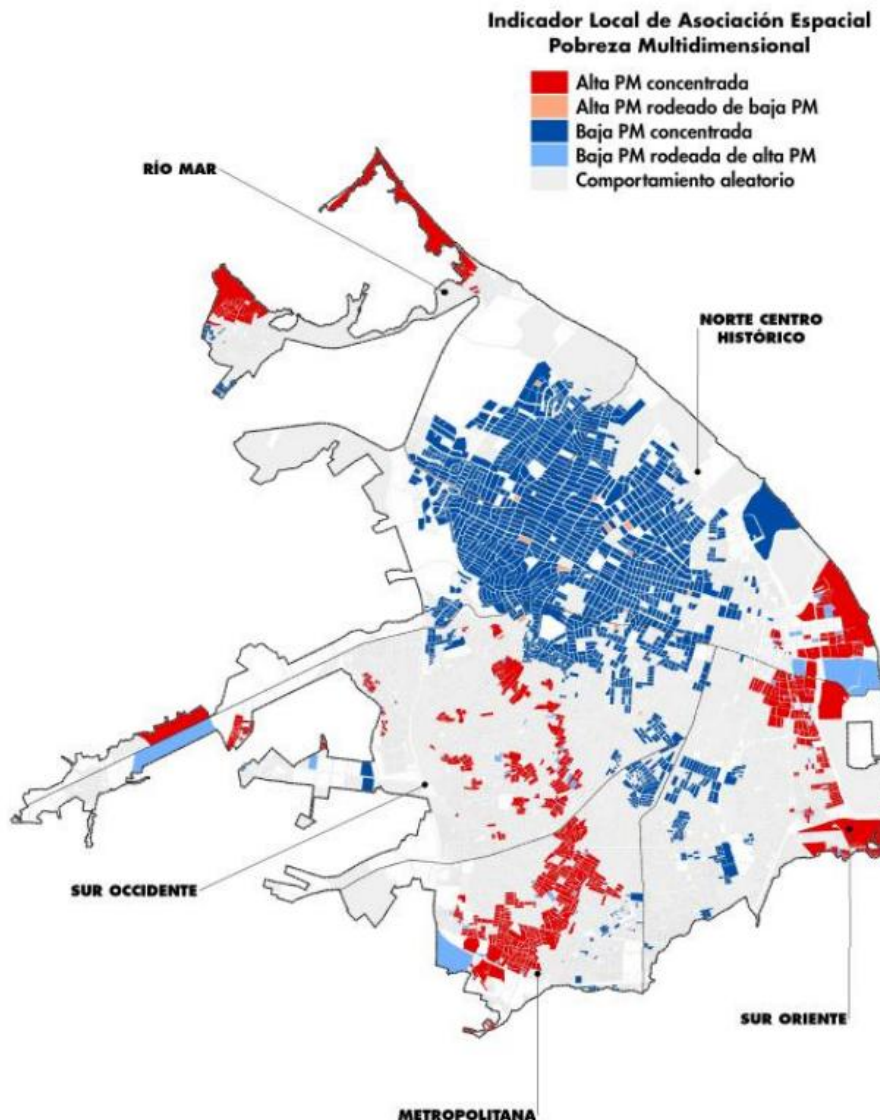 Indicador Local de Asociación Espacial
Pobreza Multidimensional
Alta PM concentrada
Alta PM rodeado de baja PM
Baja PM concentrada
Baja PM rodeada de alta PM
Comportamiento aleatorio
RÍO MAR
NORTE CENTRO
HISTÓRICO
SUR OCCIDENTE
SUR ORIENTE
METROPOLITANA